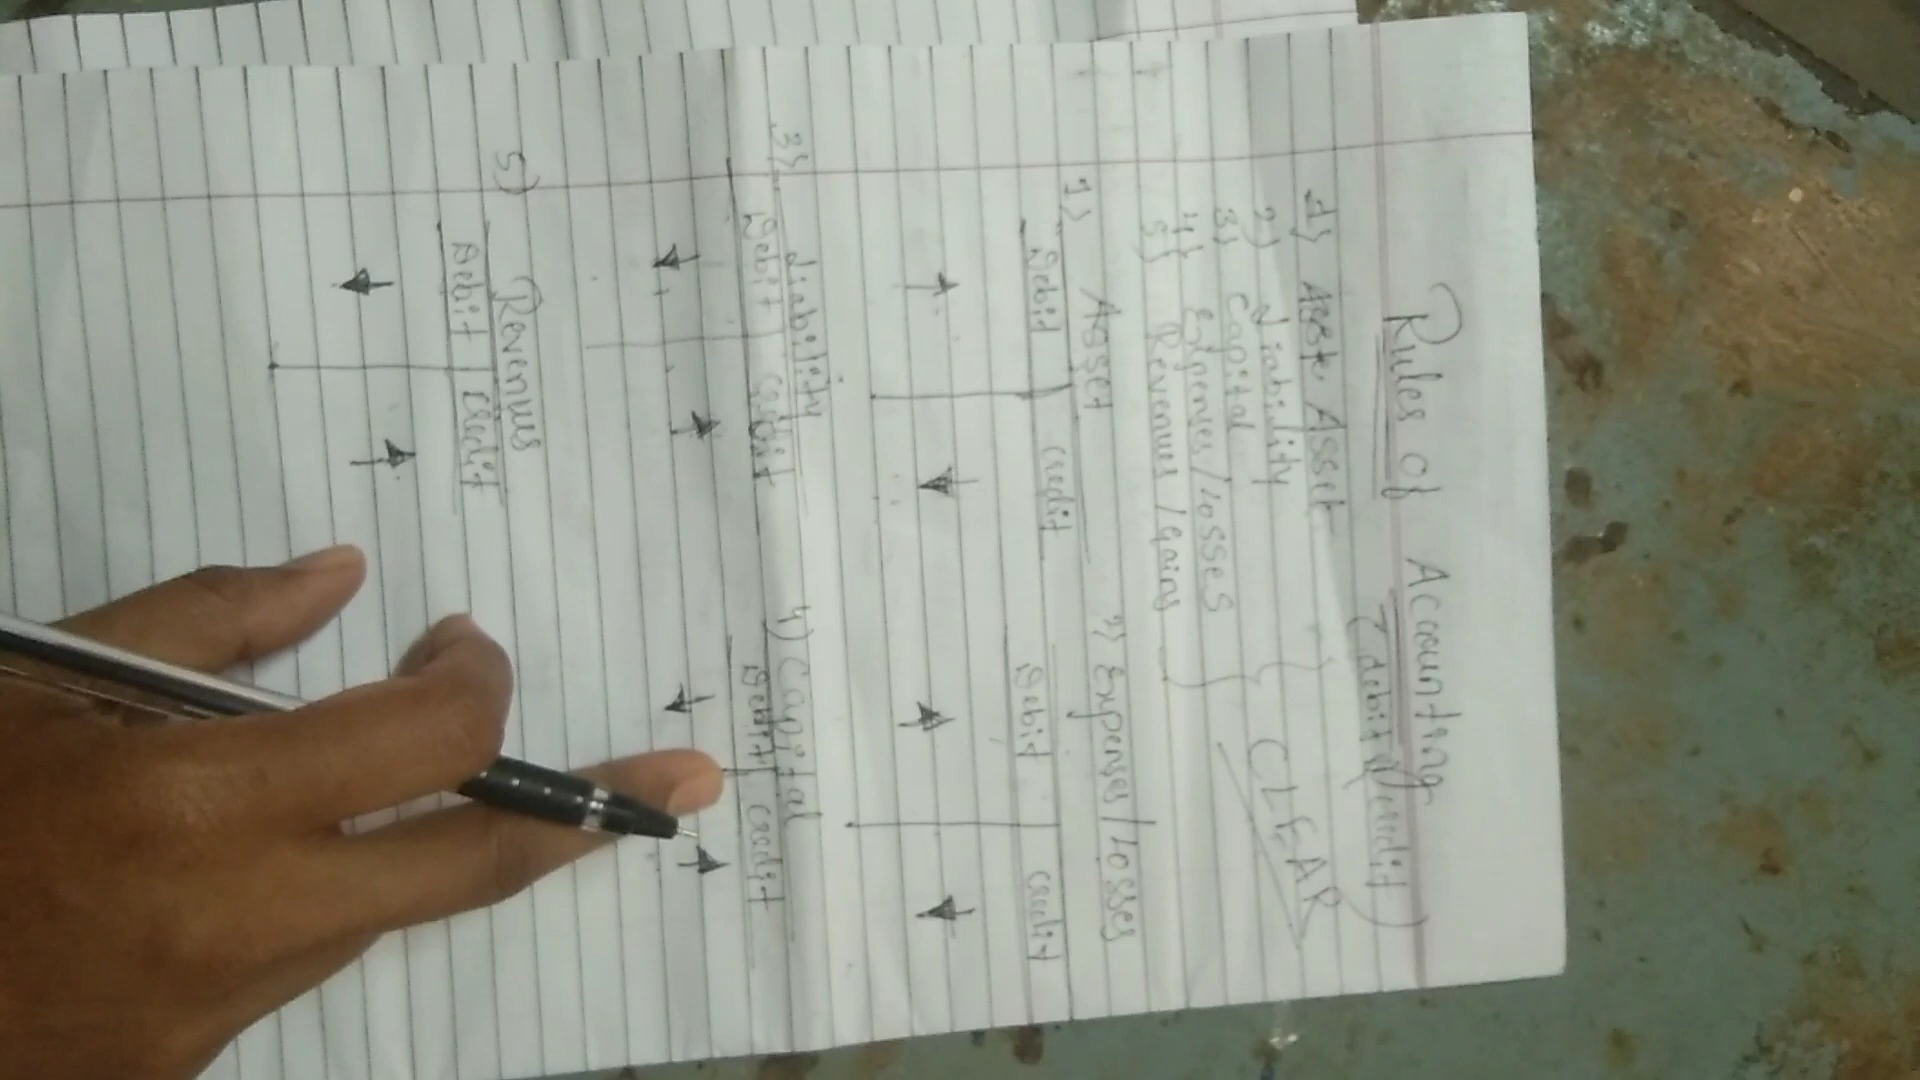 Rules of Accounting
(debit & credit)
1) Asset
2) Liability
3) Capital
4) Expenses/losses
5) Revenues/gains
CLEAR
1) Asset
Debit credit
2) Expenses/losses
Debit credit
3) Liability
Debit credit
4) Capital
Debit credit
5) Revenues
Debit credit